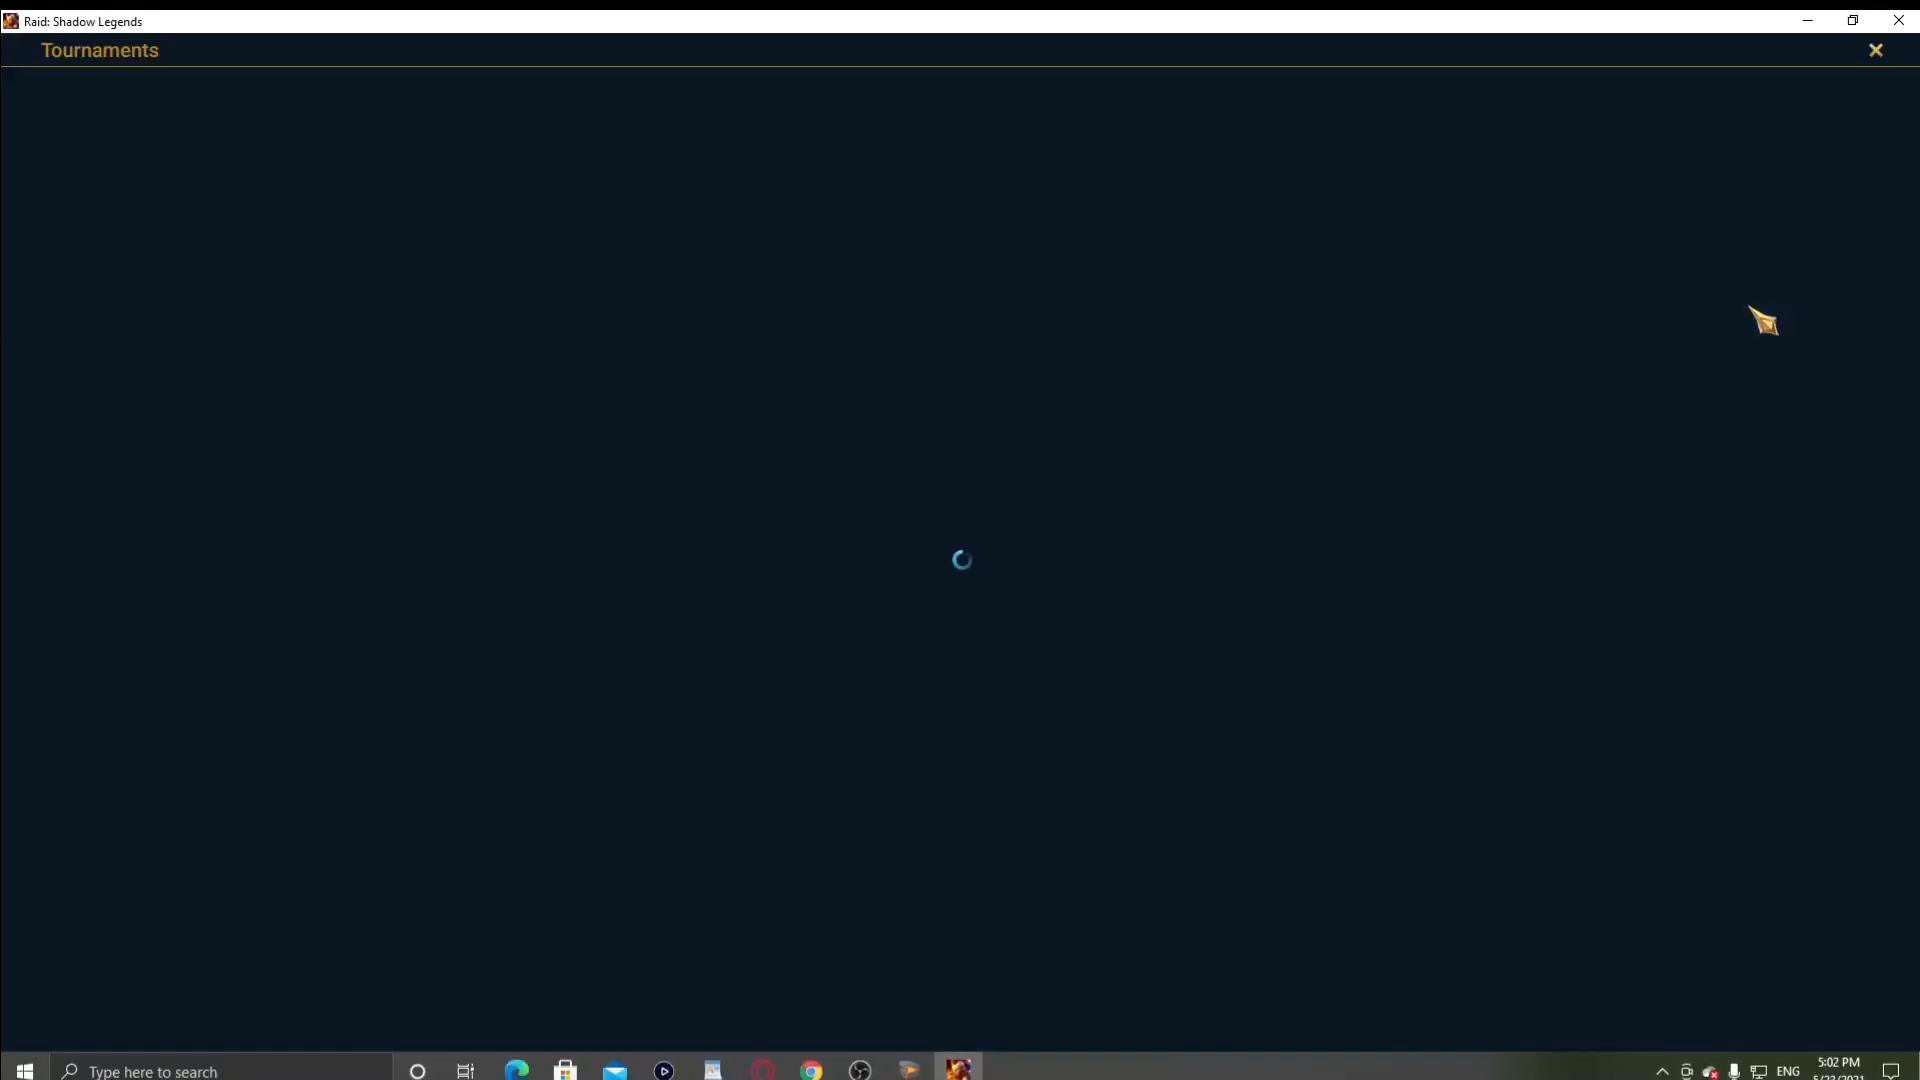 Raid: Shadow Legends
Tournaments
Type here to search
ENG
5:02 PM